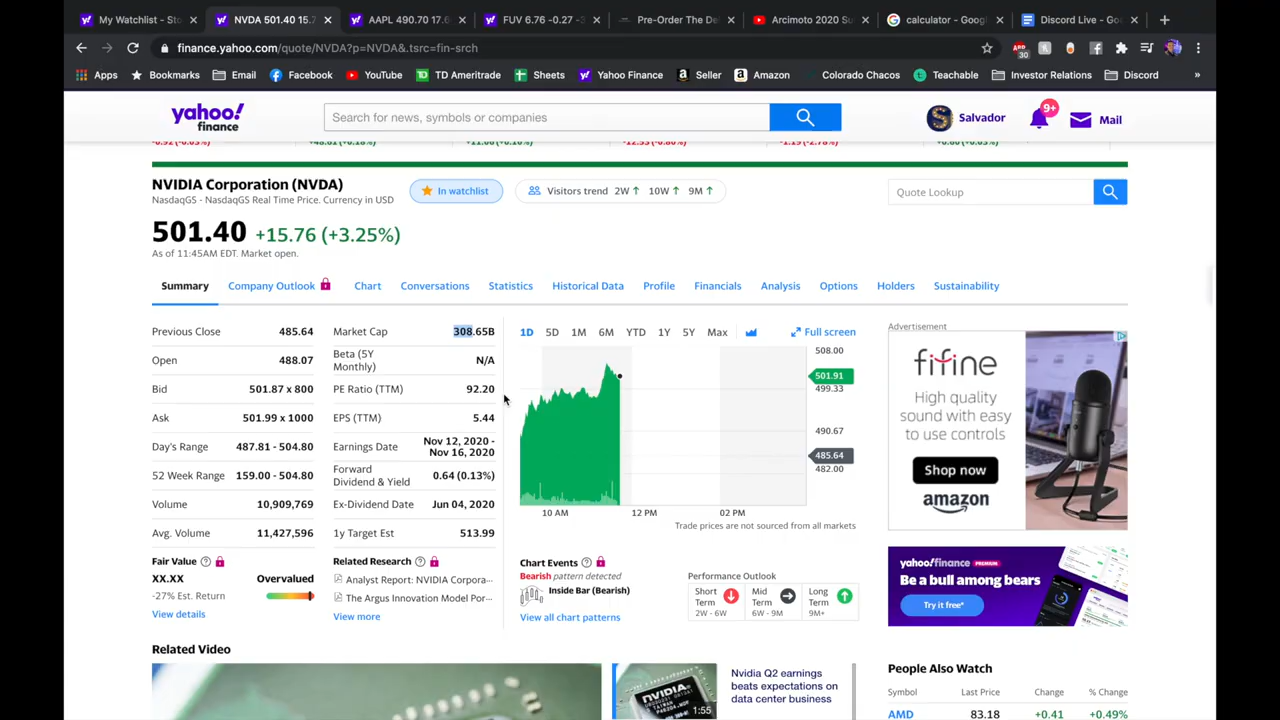 My Watchlist - Sto
NVDA 501.40 15.7
AAPL 490.70 17.6
FUV 6.76 -0.27 -3
Pre-Order The De
Arcimoto 2020 Su
calculator - Googl
Discord Live - Go
finance.yahoo.com/quote/NVDA?p=NVDA&.tsrc=fin-srch
30
Apps
Bookmarks
Email
Facebook
YouTube
TD Ameritrade
Sheets
Yahoo Finance
Seller
Amazon
Colorado Chacos
Teachable
Investor Relations
Discord
»
yahoo!
finance
Search for news, symbols or companies
Salvador
9+
Mail
NVIDIA Corporation (NVDA)
NasdaqGS - NasdaqGS Real Time Price. Currency in USD
In watchlist
Visitors trend 2W 10W 9M
Quote Lookup
501.40 +15.76 (+3.25%)
As of 11:45AM EDT. Market open.
Summary
Company Outlook
Chart
Conversations
Statistics
Historical Data
Profile
Financials
Analysis
Options
Holders
Sustainability
Previous Close 485.64
Open 488.07
Bid 501.87 x 800
Ask 501.99 x 1000
Day's Range 487.81 - 504.80
52 Week Range 159.00 - 504.80
Volume 10,909,769
Avg. Volume 11,427,596
Market Cap 308.65B
Beta (5Y
Monthly) N/A
PE Ratio (TTM) 92.20
EPS (TTM) 5.44
Earnings Date Nov 12, 2020 -
Nov 16, 2020
Forward
Dividend & Yield 0.64 (0.13%)
Ex-Dividend Date Jun 04, 2020
1y Target Est 513.99
1D 5D 1M 6M YTD 1Y 5Y Max
Full screen
508.00
501.91
499.33
490.67
485.64
482.00
10 AM 12 PM 02 PM
Trade prices are not sourced from all markets
Advertisement
fifine
High quality
sound with easy
to use controls
Shop now
amazon
Fair Value
XX.XX Overvalued
-27% Est. Return
View details
Related Research
Analyst Report: NVIDIA Corpora...
The Argus Innovation Model Por...
View more
Chart Events
Bearish pattern detected
Inside Bar (Bearish)
View all chart patterns
Performance Outlook
Short
Term
2W - 6W
Mid
Term
6W - 9M
Long
Term
9M+
yahoo!finance PREMIUM
Be a bull among bears
Try it free*
Related Video
NVIDIA
1:55
Nvidia Q2 earnings
beats expectations on
data center business
People Also Watch
Symbol Last Price Change % Change
AMD 83.18 +0.41 +0.49%